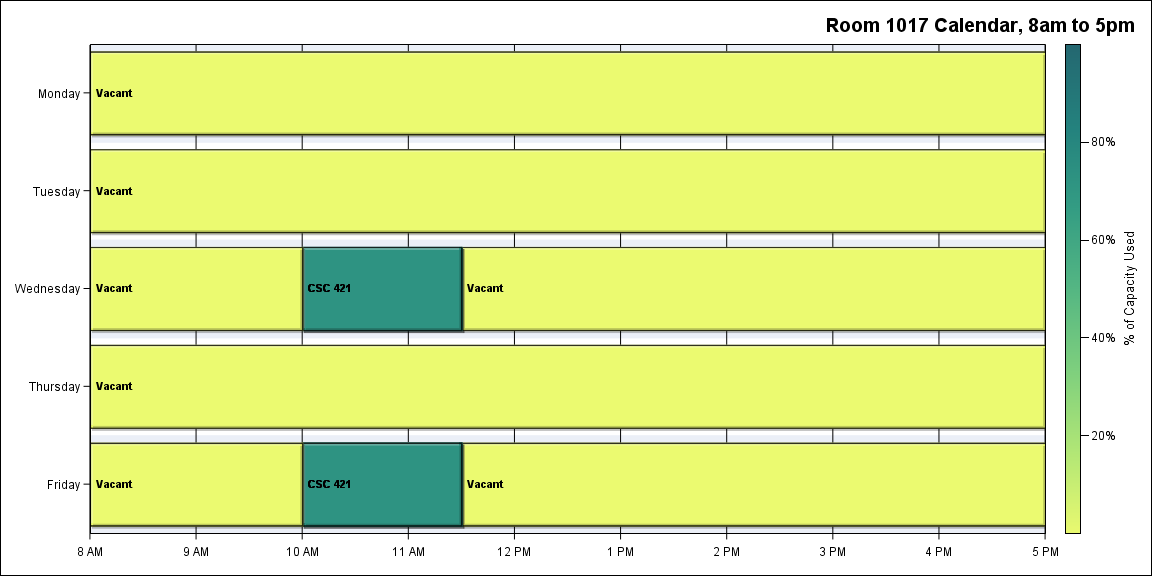 Room 1017 Calendar, 8am to 5pm
Monday
Vacant
Tuesday
Vacant
Wednesday
Vacant
CSC 421
Vacant
Thursday
Vacant
Friday
Vacant
CSC 421
Vacant
8 AM
9 AM
10 AM
11 AM
12 PM
1 PM
2 PM
3 PM
4 PM
5 PM
80%
60%
40%
20%
% of Capacity Used